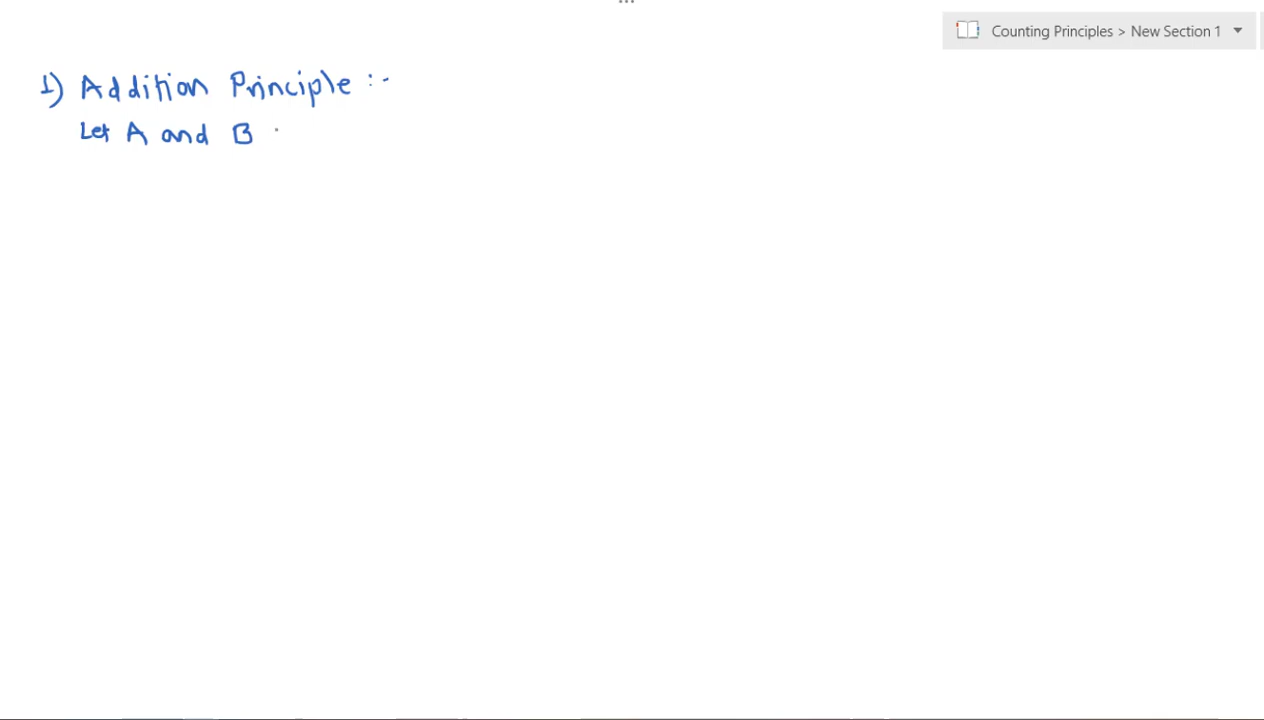 Counting Principles > New Section 1
1) Addition Principle :-
Let A and B